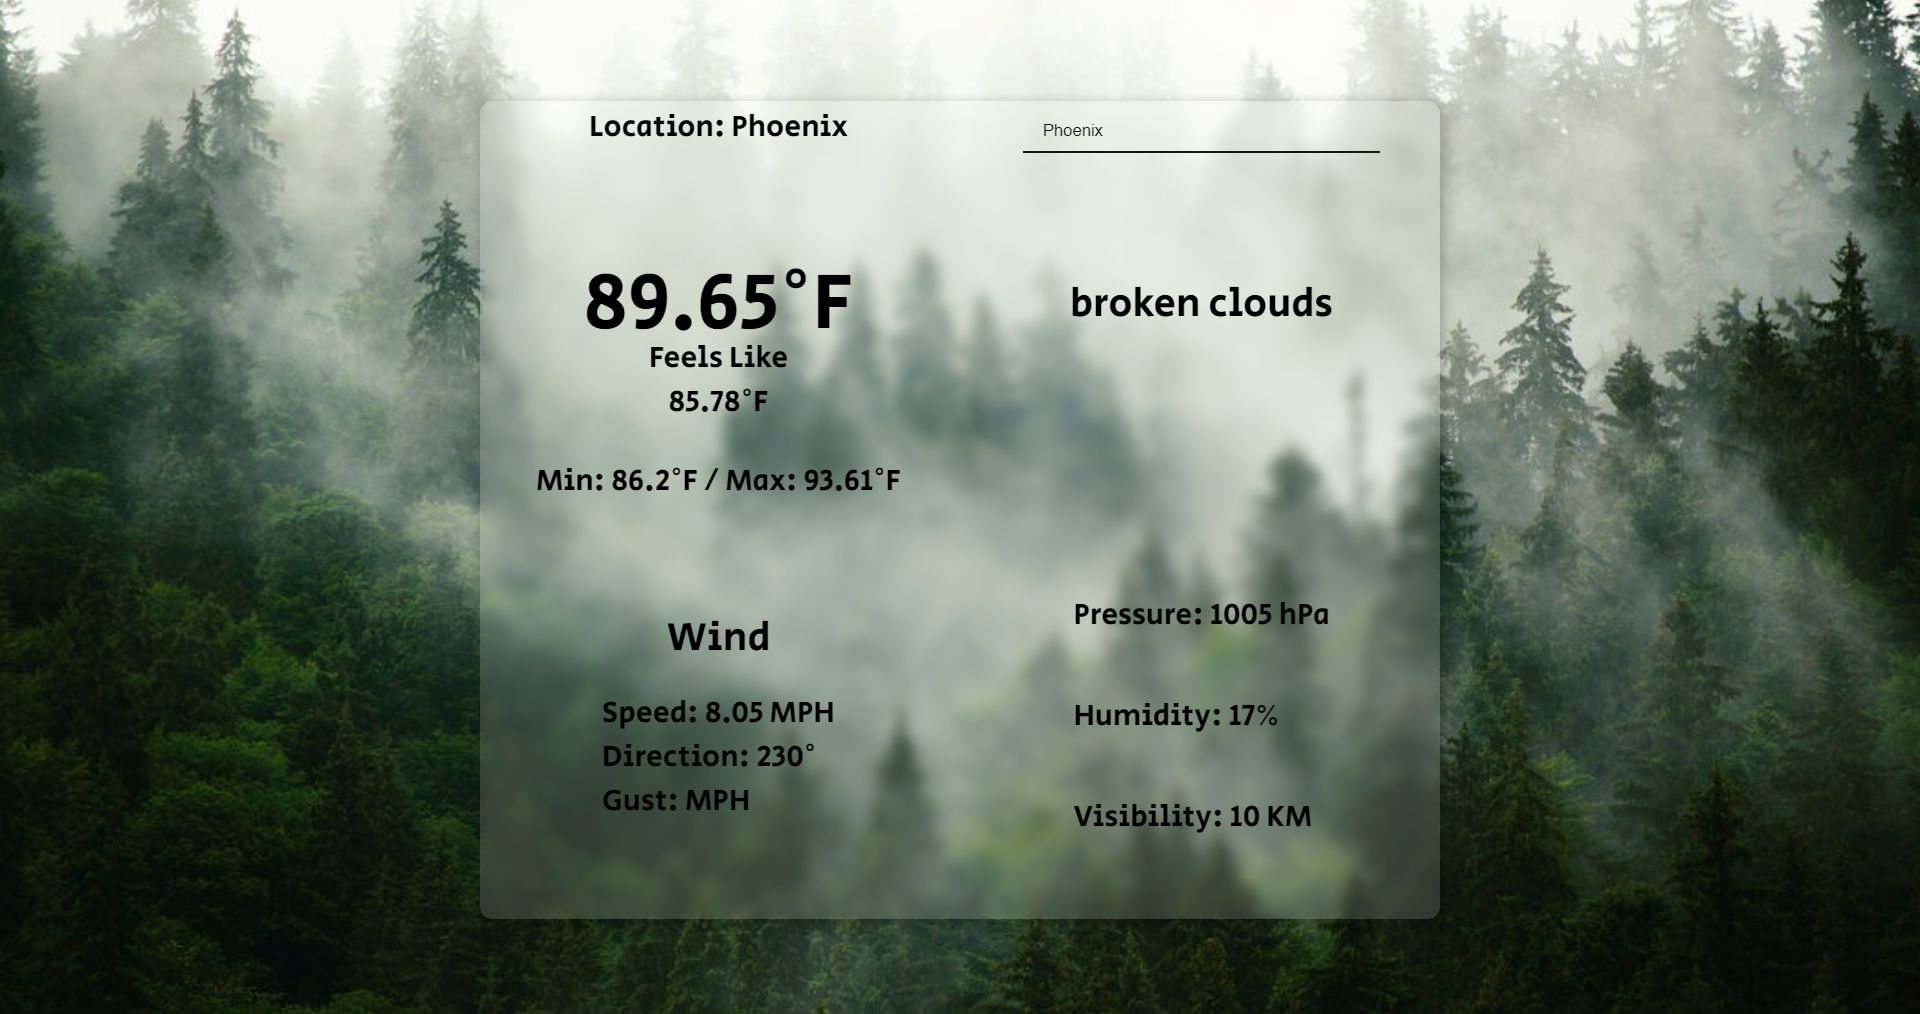 Location: Phoenix
Phoenix
89.65°F
Feels Like
85.78°F
Min: 86.2°F / Max: 93.61°F
broken clouds
Wind
Speed: 8.05 MPH
Direction: 230°
Gust: MPH
Pressure: 1005 hPa
Humidity: 17%
Visibility: 10 KM